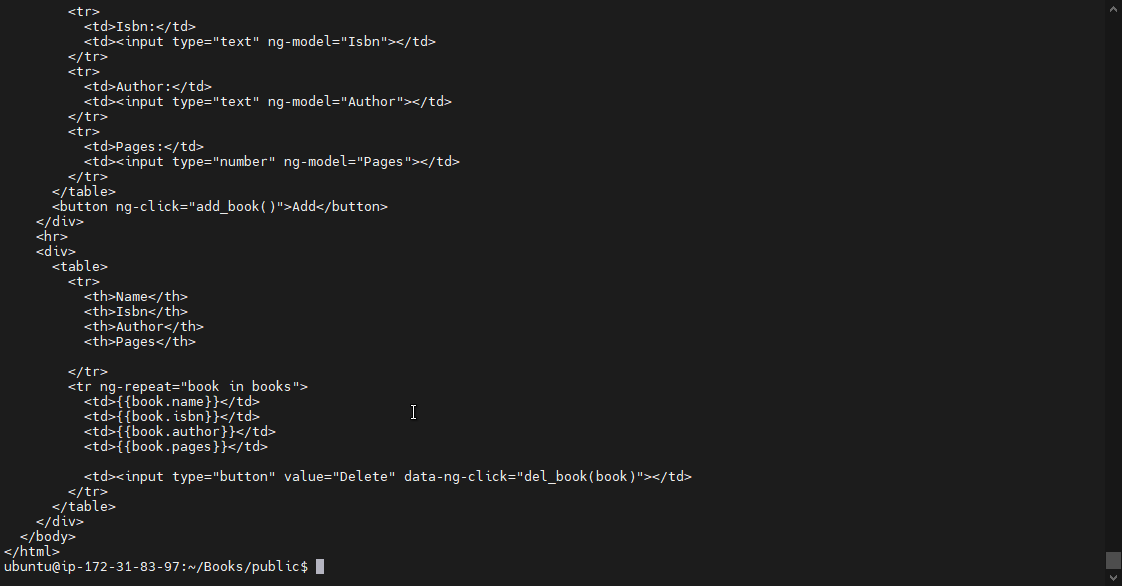 <tr>
          <td>Isbn:</td>
          <td><input type="text" ng-model="Isbn"></td>
        </tr>
        <tr>
          <td>Author:</td>
          <td><input type="text" ng-model="Author"></td>
        </tr>
        <tr>
          <td>Pages:</td>
          <td><input type="number" ng-model="Pages"></td>
        </tr>
      </table>
      <button ng-click="add_book()">Add</button>
    </div>
    <hr>
    <div>
      <table>
        <tr>
          <th>Name</th>
          <th>Isbn</th>
          <th>Author</th>
          <th>Pages</th>

        </tr>
        <tr ng-repeat="book in books">
          <td>{{book.name}}</td>
          <td>{{book.isbn}}</td>
          <td>{{book.author}}</td>
          <td>{{book.pages}}</td>

          <td><input type="button" value="Delete" data-ng-click="del_book(book)"></td>
        </tr>
      </table>
    </div>
  </body>
</html>
ubuntu@ip-172-31-83-97:~/Books/public$